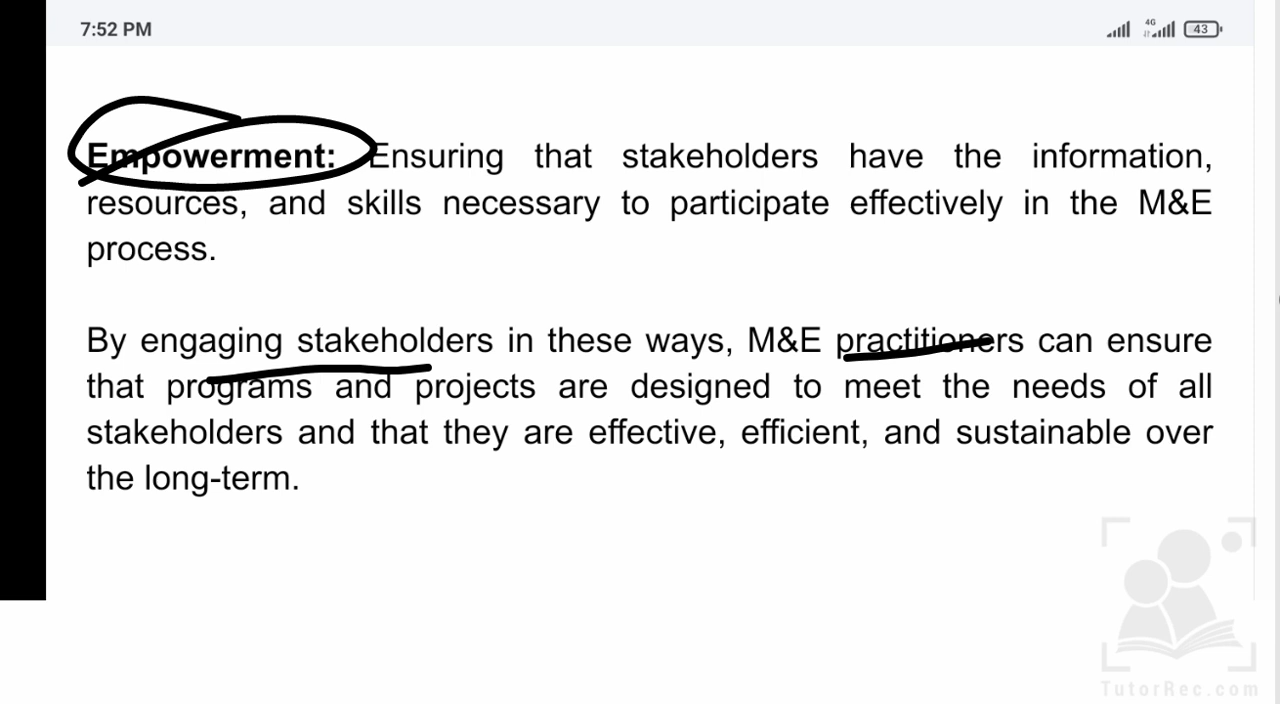 7:52 PM
4G
43
Empowerment: Ensuring that stakeholders have the information,
resources, and skills necessary to participate effectively in the M&E
process.
By engaging stakeholders in these ways, M&E practitioners can ensure
that programs and projects are designed to meet the needs of all
stakeholders and that they are effective, efficient, and sustainable over
the long-term.
TutorRec.com